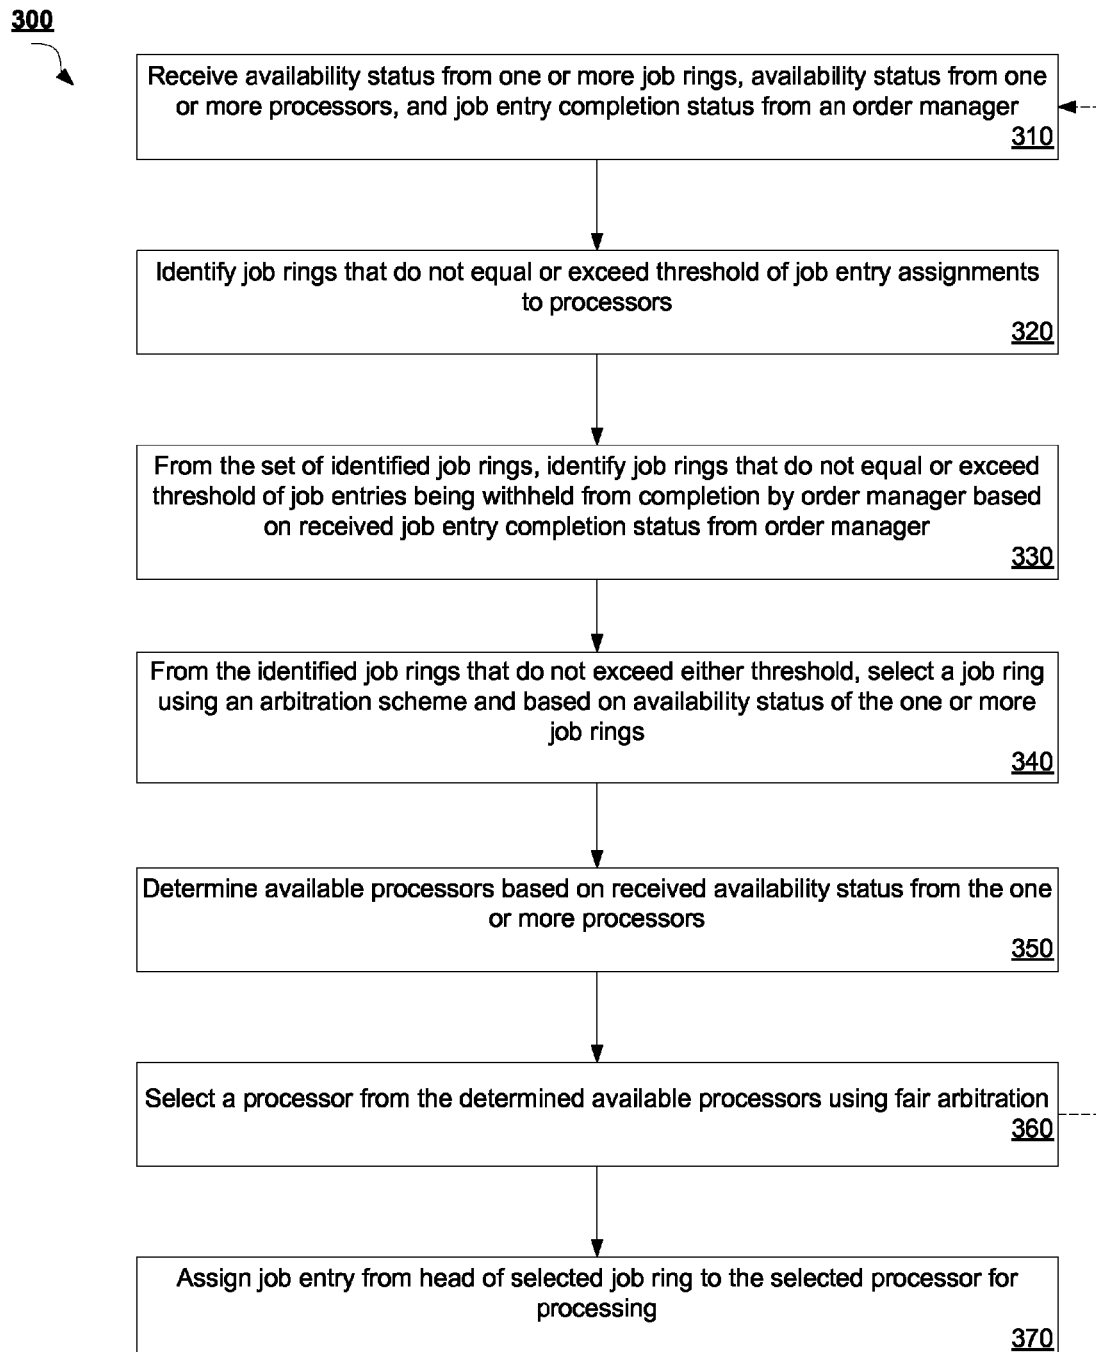 300
Receive availability status from one or more job rings, availability status from one
or more processors, and job entry completion status from an order manager
310
Identify job rings that do not equal or exceed threshold of job entry assignments
to processors
320
From the set of identified job rings, identify job rings that do not equal or exceed
threshold of job entries being withheld from completion by order manager based
on received job entry completion status from order manager
330
From the identified job rings that do not exceed either threshold, select a job ring
using an arbitration scheme and based on availability status of the one or more
job rings
340
Determine available processors based on received availability status from the one
or more processors
350
Select a processor from the determined available processors using fair arbitration
360
Assign job entry from head of selected job ring to the selected processor for
processing
370